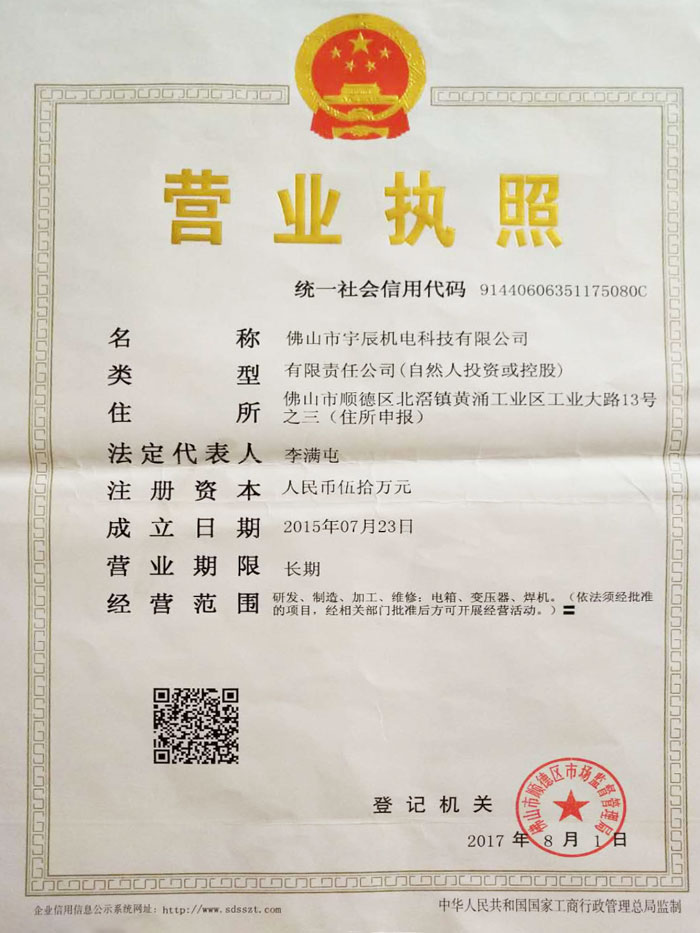 营业执照
统一社会信用代码 91440606351175080C
名称 佛山市宇辰机电科技有限公司
类型 有限责任公司(自然人投资或控股)
住所 佛山市顺德区北滘镇黄涌工业区工业大路13号
之三（住所申报）
法定代表人 李满屯
注册资本 人民币伍拾万元
成立日期 2015年07月23日
营业期限 长期
经营范围 研发、制造、加工、维修：电箱、变压器、焊机。（依法须经批准
的项目，经相关部门批准后方可开展经营活动。）〓
登记机关
佛山市顺德区市场监督管理局
2017 年 8 月 1 日
企业信用信息公示系统网址：http://www.sdsszt.com
中华人民共和国国家工商行政管理总局监制